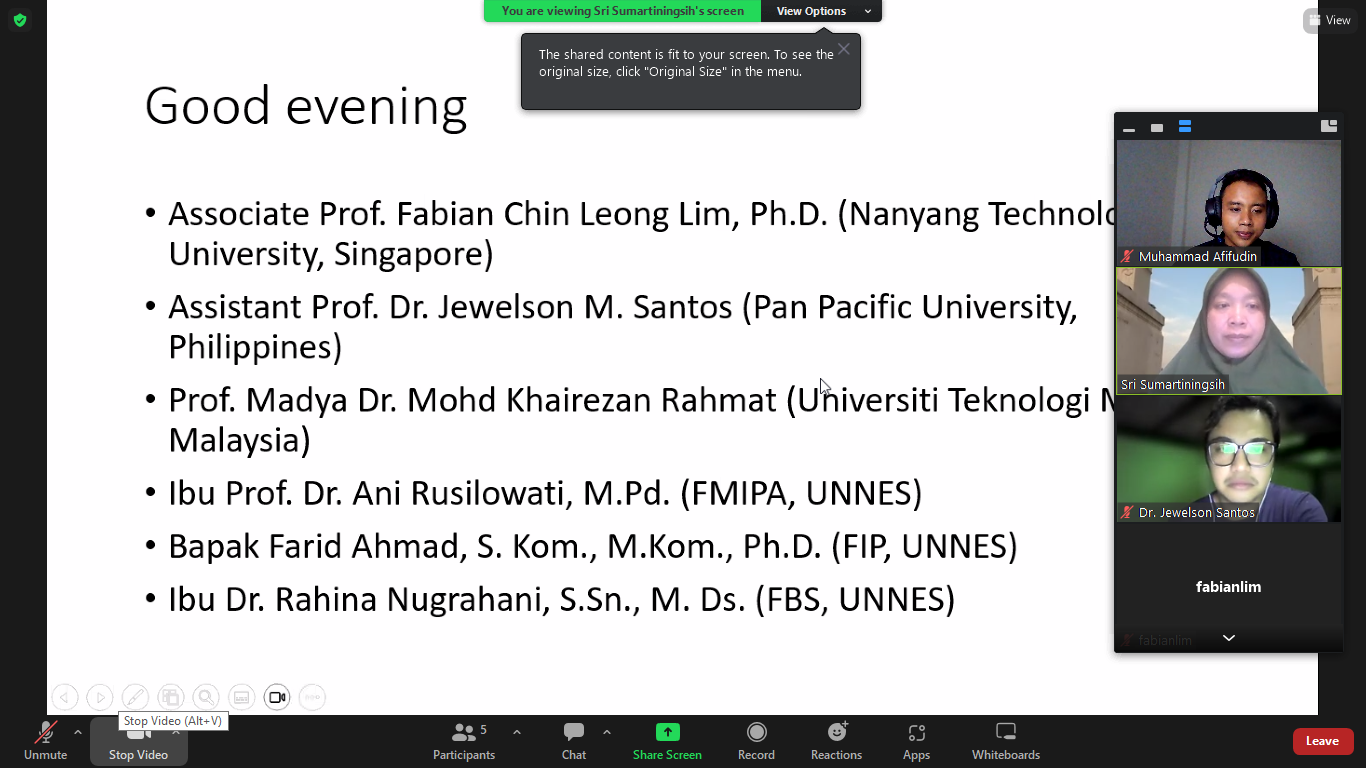 You are viewing Sri Sumartiningsih's screen
View Options
View
The shared content is fit to your screen. To see the
original size, click "Original Size" in the menu.
Good evening
• Associate Prof. Fabian Chin Leong Lim, Ph.D. (Nanyang
University, Singapore)
• Assistant Prof. Dr. Jewelson M. Santos (Pan Pacific University,
Philippines)
• Prof. Madya Dr. Mohd Khairezan Rahmat (Universiti Teknologi
Malaysia)
• Ibu Prof. Dr. Ani Rusilowati, M.Pd. (FMIPA, UNNES)
• Bapak Farid Ahmad, S. Kom., M.Kom., Ph.D. (FIP, UNNES)
• Ibu Dr. Rahina Nugrahani, S.Sn., M. Ds. (FBS, UNNES)
Muhammad Afifudin
Sri Sumartiningsih
Dr. Jewelson Santos
fabianlim
fabianlim
Stop Video (Alt+V)
Unmute
Stop Video
Participants
5
Chat
Share Screen
Record
Reactions
Apps
Whiteboards
Leave